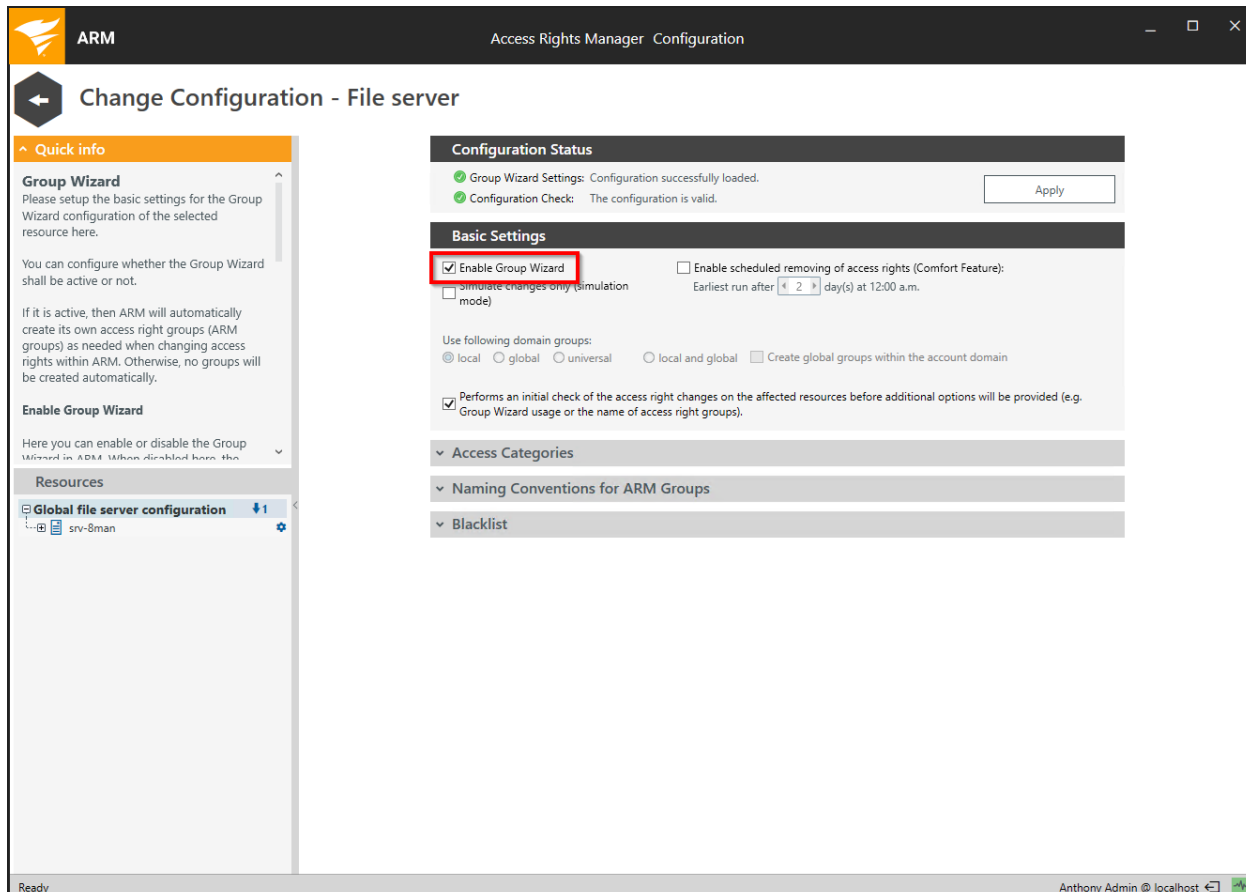 ARM
Access Rights Manager  Configuration
Change Configuration - File server
Quick info
Group Wizard
Please setup the basic settings for the Group
Wizard configuration of the selected
resource here.
You can configure whether the Group Wizard
shall be active or not.
If it is active, then ARM will automatically
create its own access right groups (ARM
groups) as needed when changing access
rights within ARM. Otherwise, no groups will
be created automatically.
Enable Group Wizard
Here you can enable or disable the Group
Wizard in ARM. When disabled here, the
Resources
Global file server configuration 1
srv-8man
Configuration Status
Group Wizard Settings: Configuration successfully loaded.
Configuration Check: The configuration is valid.
Apply
Basic Settings
Enable Group Wizard
Simulate changes only (simulation
mode)
Enable scheduled removing of access rights (Comfort Feature):
Earliest run after 2 day(s) at 12:00 a.m.
Use following domain groups:
local global universal local and global Create global groups within the account domain
Performs an initial check of the access right changes on the affected resources before additional options will be provided (e.g.
Group Wizard usage or the name of access right groups).
Access Categories
Naming Conventions for ARM Groups
Blacklist
Ready
Anthony Admin @ localhost